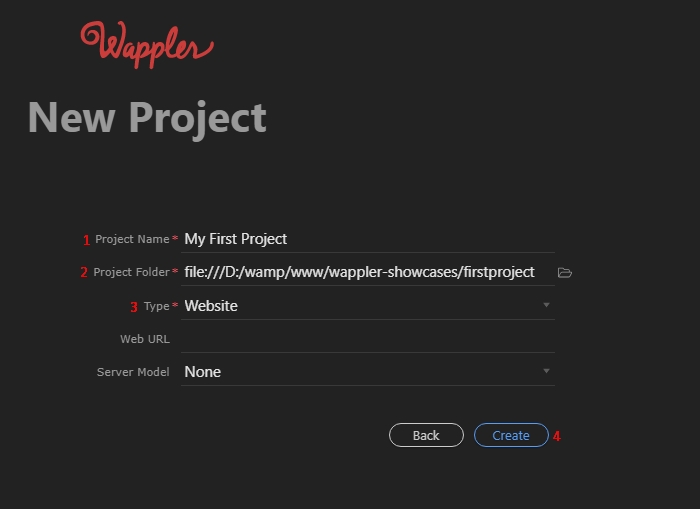 Wappler
New Project
1 Project Name * My First Project
2 Project Folder * file:///D:/wamp/www/wappler-showcases/firstproject
3 Type * Website
Web URL
Server Model None
Back Create 4